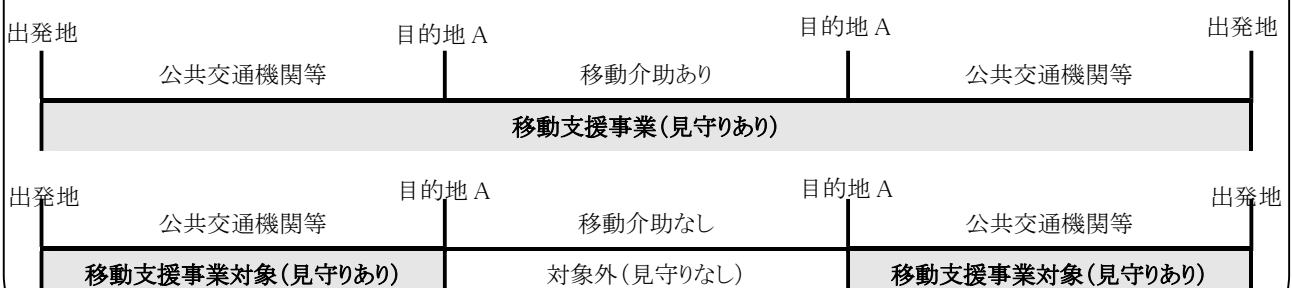 出発地 目的地 A 目的地 A 出発地
公共交通機関等 移動介助あり 公共交通機関等
移動支援事業(見守りあり)
出発地 目的地 A 目的地 A 出発地
公共交通機関等 移動介助なし 公共交通機関等
移動支援事業対象(見守りあり) 対象外(見守りなし) 移動支援事業対象(見守りあり)